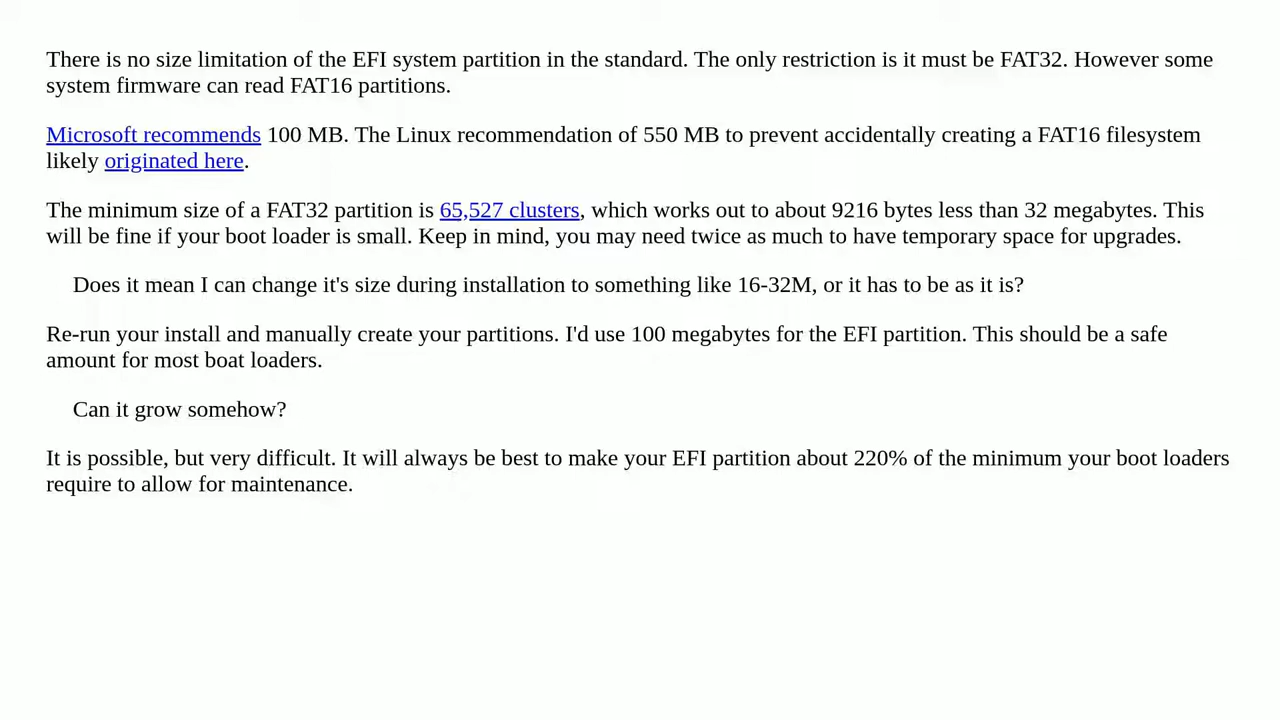 There is no size limitation of the EFI system partition in the standard. The only restriction is it must be FAT32. However some
system firmware can read FAT16 partitions.
Microsoft recommends 100 MB. The Linux recommendation of 550 MB to prevent accidentally creating a FAT16 filesystem
likely originated here.
The minimum size of a FAT32 partition is 65,527 clusters, which works out to about 9216 bytes less than 32 megabytes. This
will be fine if your boot loader is small. Keep in mind, you may need twice as much to have temporary space for upgrades.
Does it mean I can change it's size during installation to something like 16-32M, or it has to be as it is?
Re-run your install and manually create your partitions. I'd use 100 megabytes for the EFI partition. This should be a safe
amount for most boat loaders.
Can it grow somehow?
It is possible, but very difficult. It will always be best to make your EFI partition about 220% of the minimum your boot loaders
require to allow for maintenance.